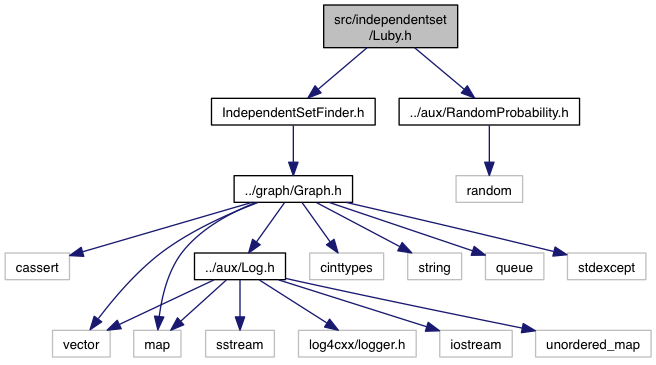 src/independentset
/Luby.h
IndependentSetFinder.h
../aux/RandomProbability.h
../graph/Graph.h
random
cassert
../aux/Log.h
cinttypes
string
queue
stdexcept
vector
map
sstream
log4cxx/logger.h
iostream
unordered_map